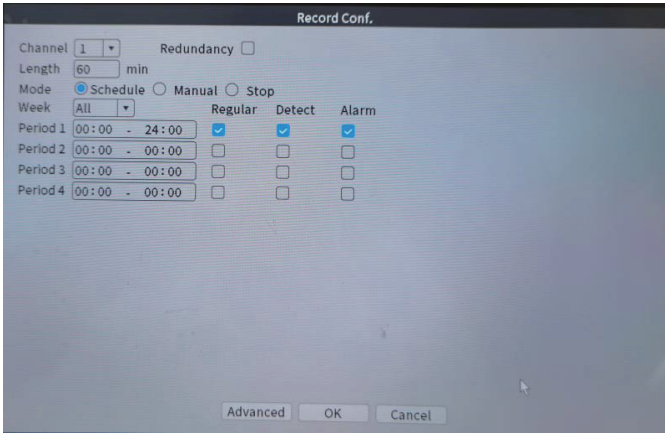 Record Conf.
Channel 1 Redundancy
Length 60 min
Mode Schedule Manual Stop
Week All Regular Detect Alarm
Period 1 00:00 - 24:00
Period 2 00:00 - 00:00
Period 3 00:00 - 00:00
Period 4 00:00 - 00:00
Advanced OK Cancel